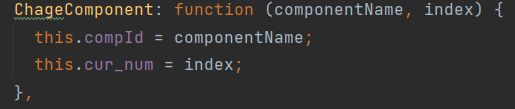 ChageComponent: function (componentName, index) {
  this.compId = componentName;
  this.cur_num = index;
},